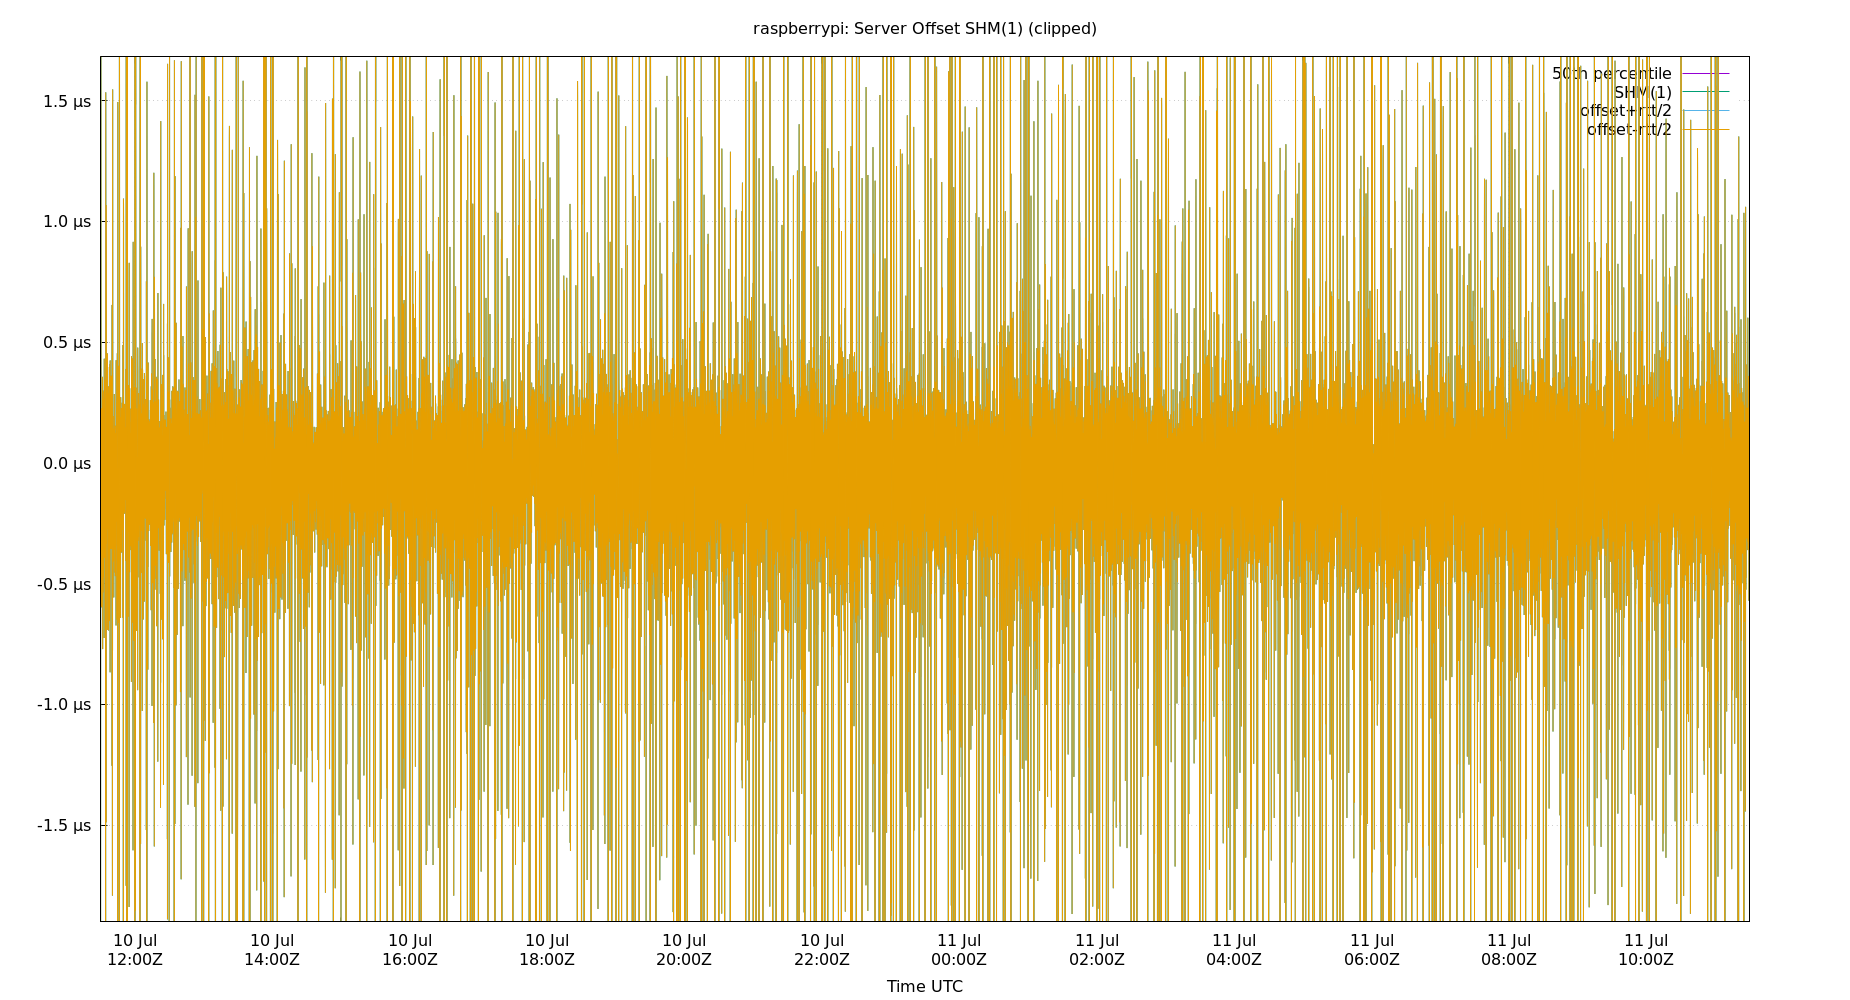 raspberrypi: Server Offset SHM(1) (clipped)
50th percentile
SHM(1)
offset+rtt/2
offset-rtt/2
1.5 µs
1.0 µs
0.5 µs
0.0 µs
-0.5 µs
-1.0 µs
-1.5 µs
10 Jul 10 Jul 10 Jul 10 Jul 10 Jul 10 Jul 11 Jul 11 Jul 11 Jul 11 Jul 11 Jul 11 Jul
12:00Z 14:00Z 16:00Z 18:00Z 20:00Z 22:00Z 00:00Z 02:00Z 04:00Z 06:00Z 08:00Z 10:00Z
Time UTC